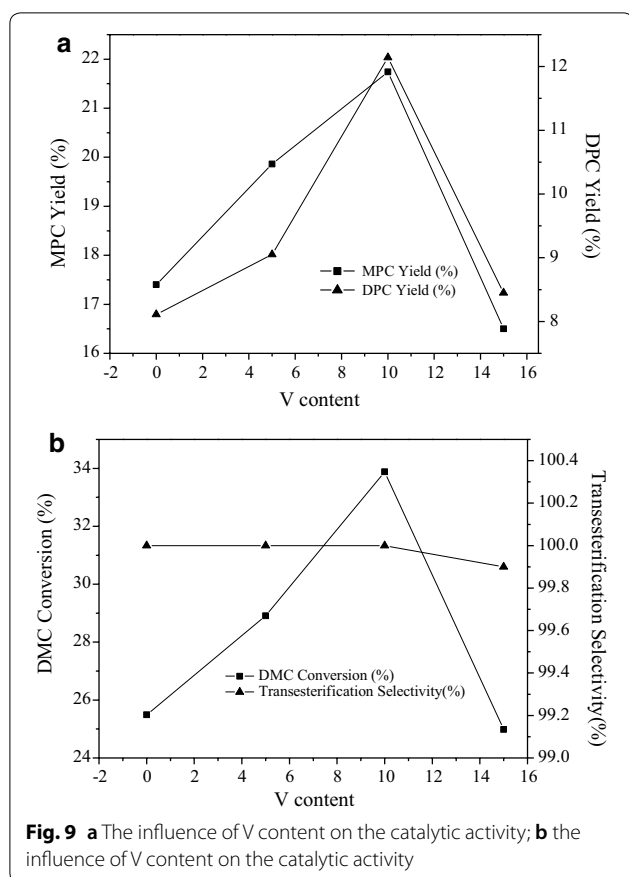 a
22
21
20
19
18
17
16
MPC Yield (%)
12
11
10
9
8
DPC Yield (%)
MPC Yield (%)
DPC Yield (%)
-2 0 2 4 6 8 10 12 14 16
V content
b
34
32
30
28
26
24
DMC Conversion (%)
100.4
100.2
100.0
99.8
99.6
99.4
99.2
99.0
Transesterification Selectivity(%)
DMC Conversion (%)
Transesterification Selectivity(%)
-2 0 2 4 6 8 10 12 14 16
V content
Fig. 9 a The influence of V content on the catalytic activity; b the
influence of V content on the catalytic activity